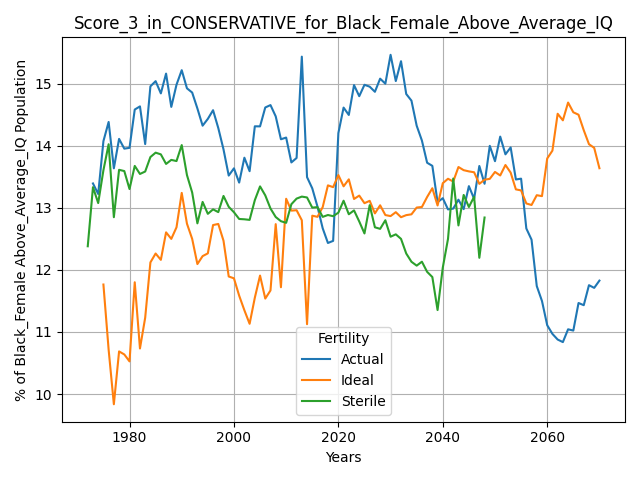 Score_3_in_CONSERVATIVE_for_Black_Female_Above_Average_IQ
% of Black_Female Above_Average_IQ Population
15
14
13
12
11
10
Fertility
Actual
Ideal
Sterile
1980
2000
2020
2040
2060
Years